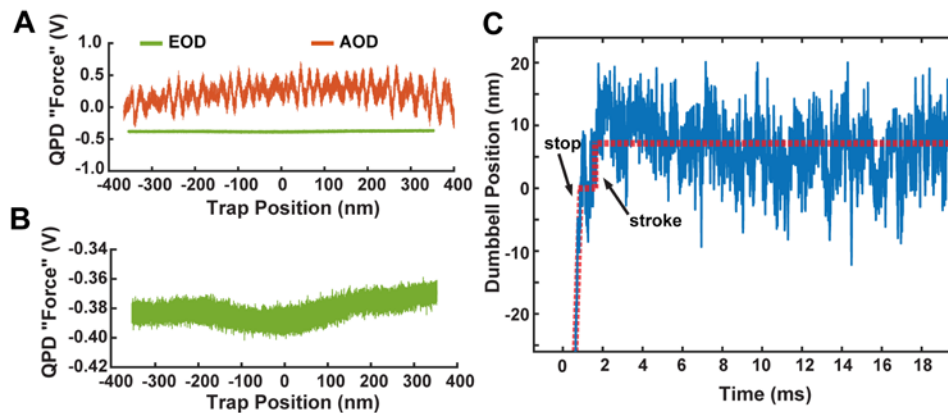 A
EOD
AOD
QPD "Force" (V)
1.0
0.5
0.0
-0.5
-1.0
-400 -300 -200 -100 0 100 200 300 400
Trap Position (nm)
B
QPD "Force" (V)
-0.34
-0.36
-0.38
-0.40
-0.42
-400 -300 -200 -100 0 100 200 300 400
Trap Position (nm)
C
Dumbbell Position (nm)
20
10
0
-10
-20
stop
stroke
0 2 4 6 8 10 12 14 16 18
Time (ms)